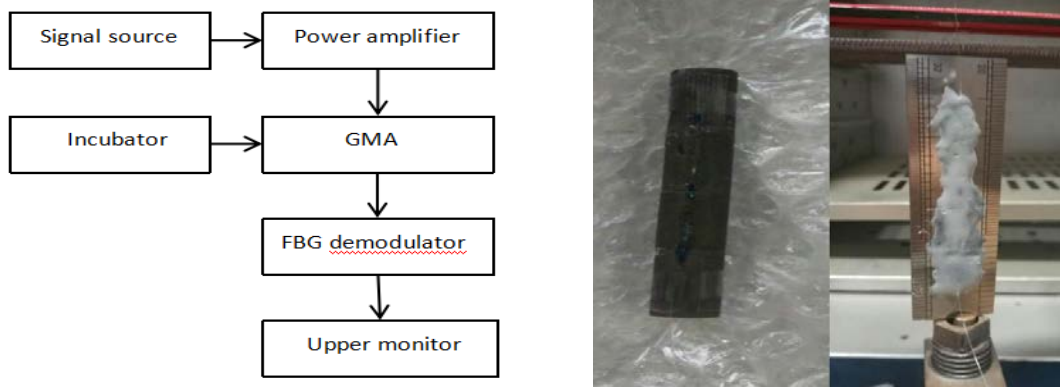 Signal source
Power amplifier
Incubator
GMA
FBG demodulator
Upper monitor